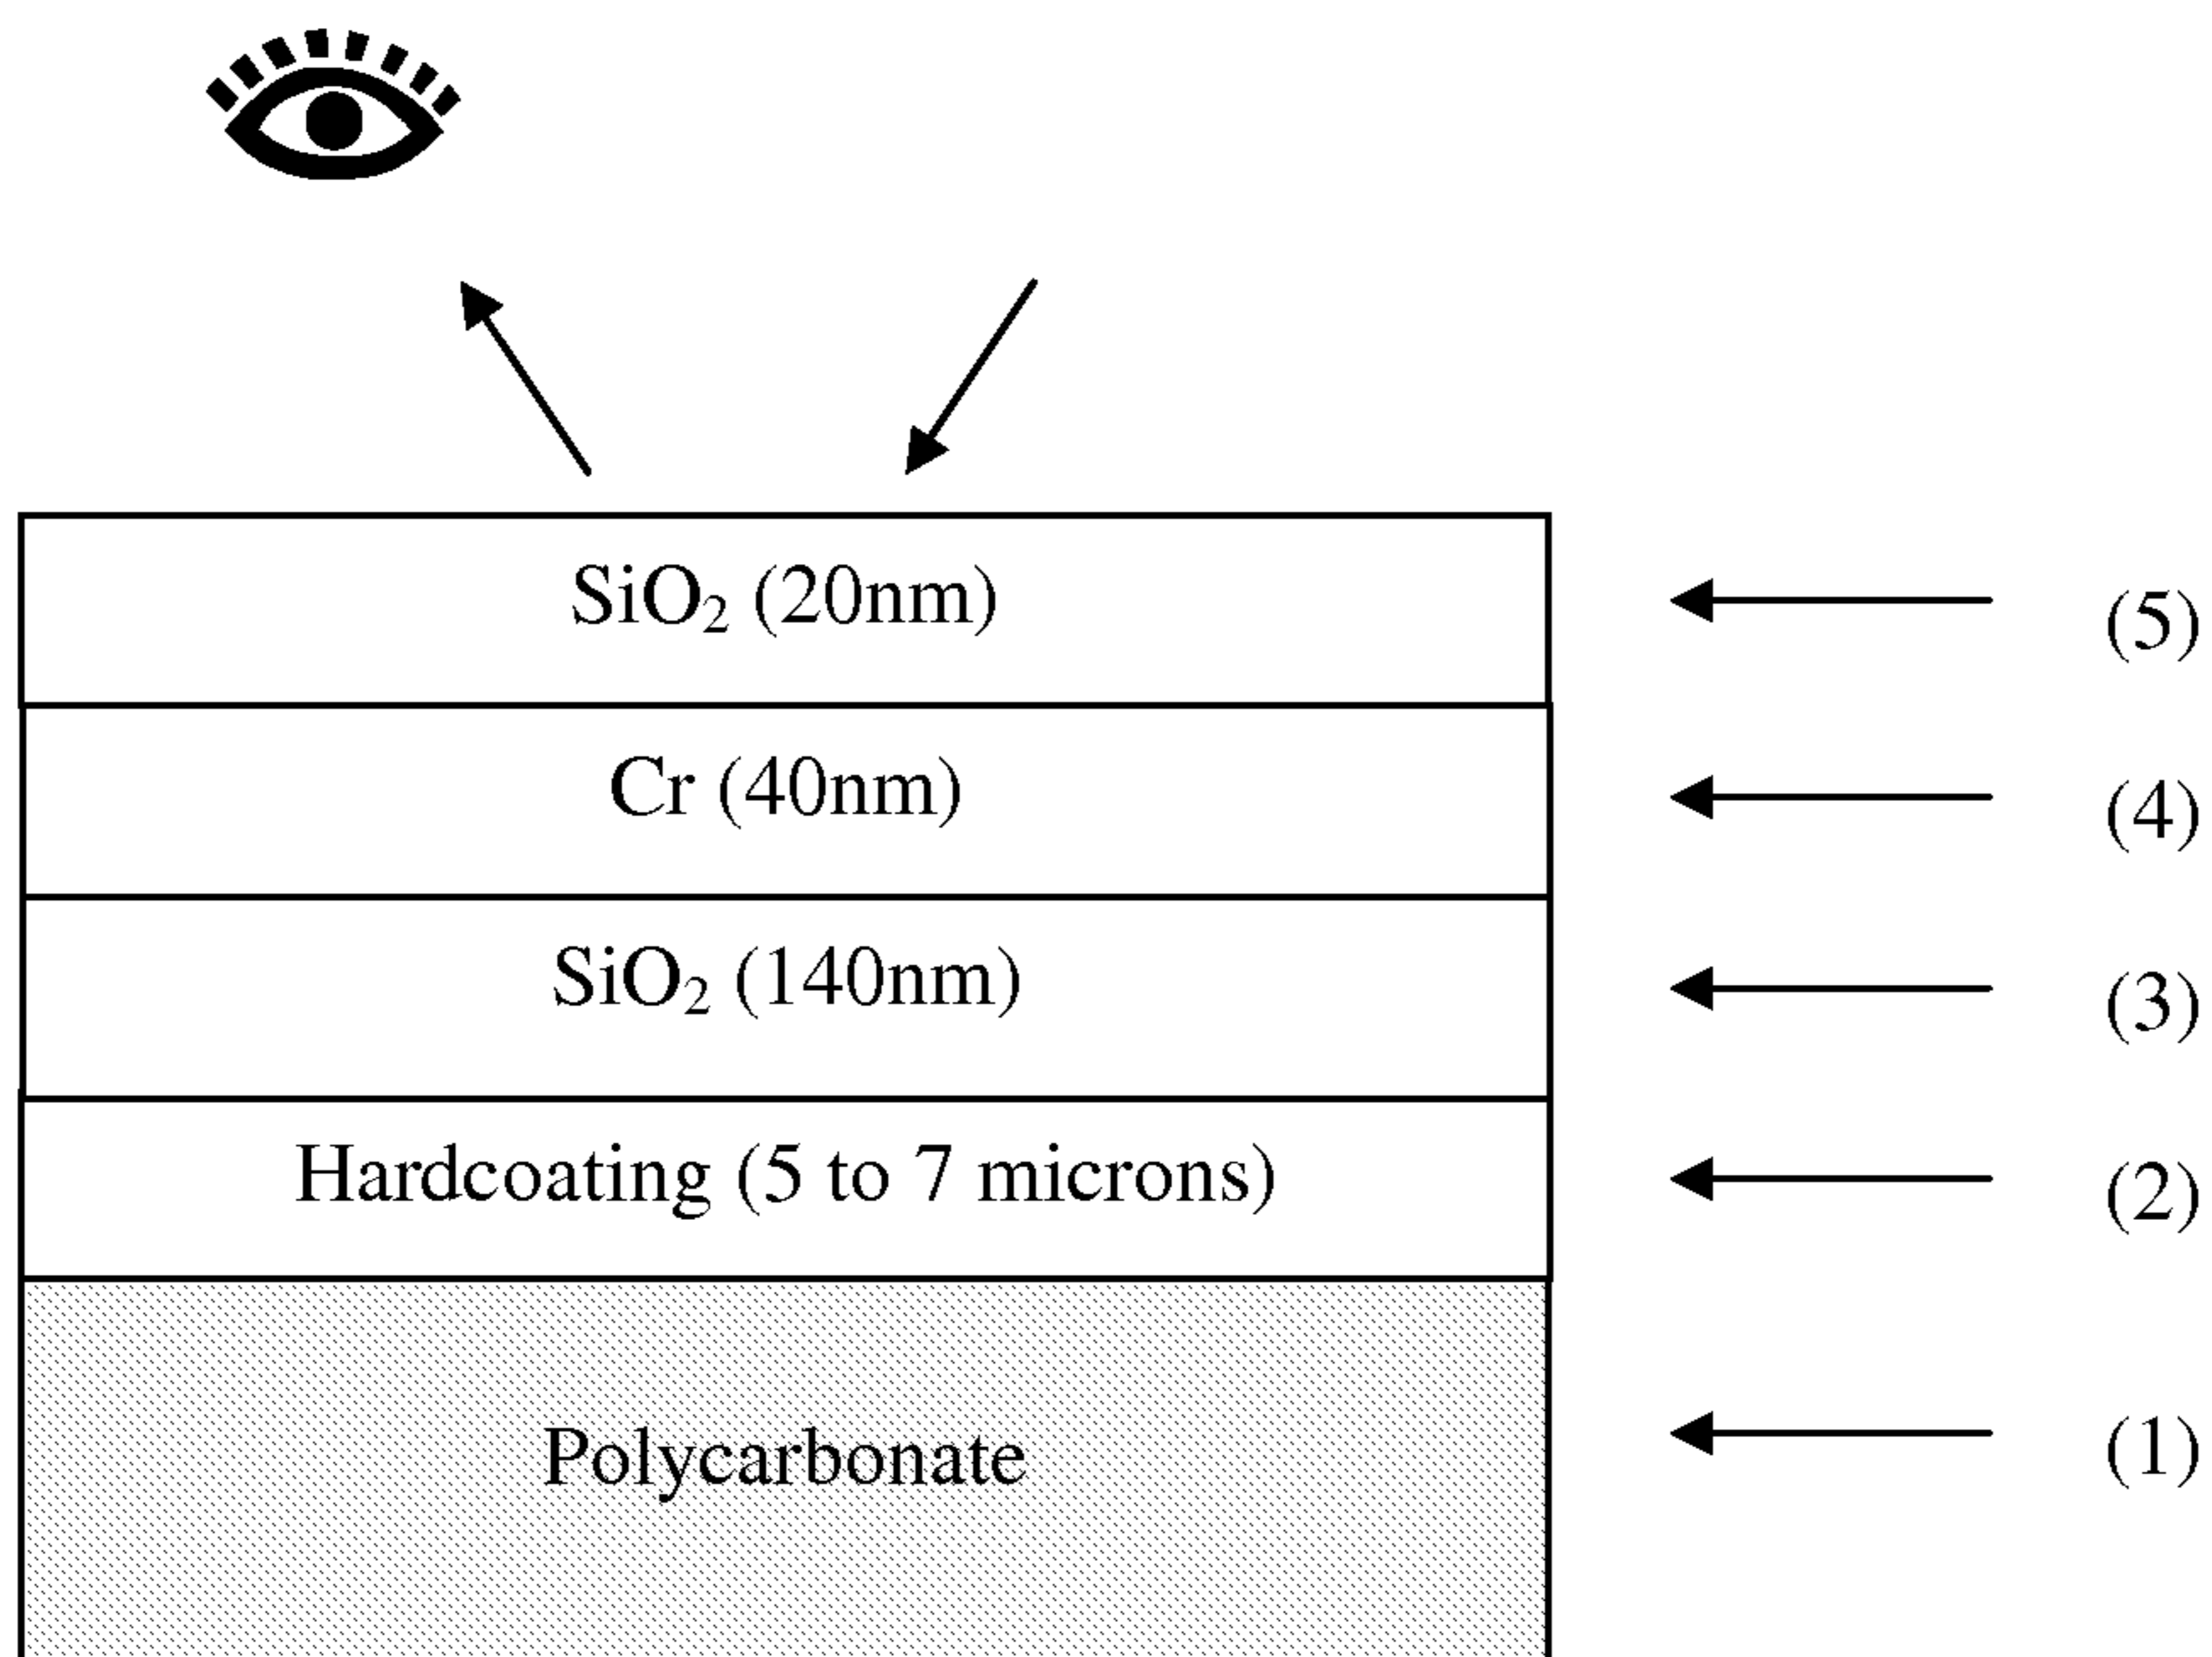 SiO₂ (20nm)
(5)
Cr (40nm)
(4)
SiO₂ (140nm)
(3)
Hardcoating (5 to 7 microns)
(2)
Polycarbonate
(1)